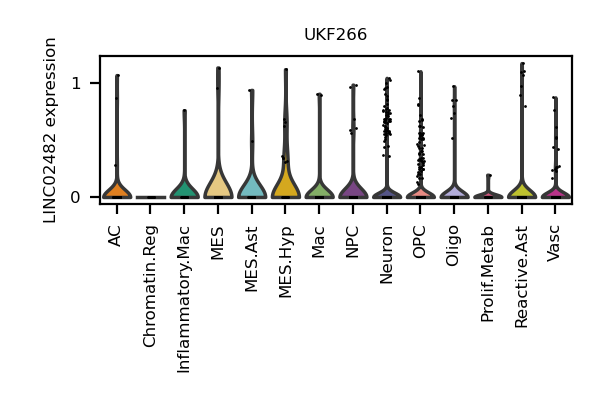 UKF266
LINC02482 expression
1
0
AC
Chromatin.Reg
Inflammatory.Mac
MES
MES.Ast
MES.Hyp
Mac
NPC
Neuron
OPC
Oligo
Prolif.Metab
Reactive.Ast
Vasc